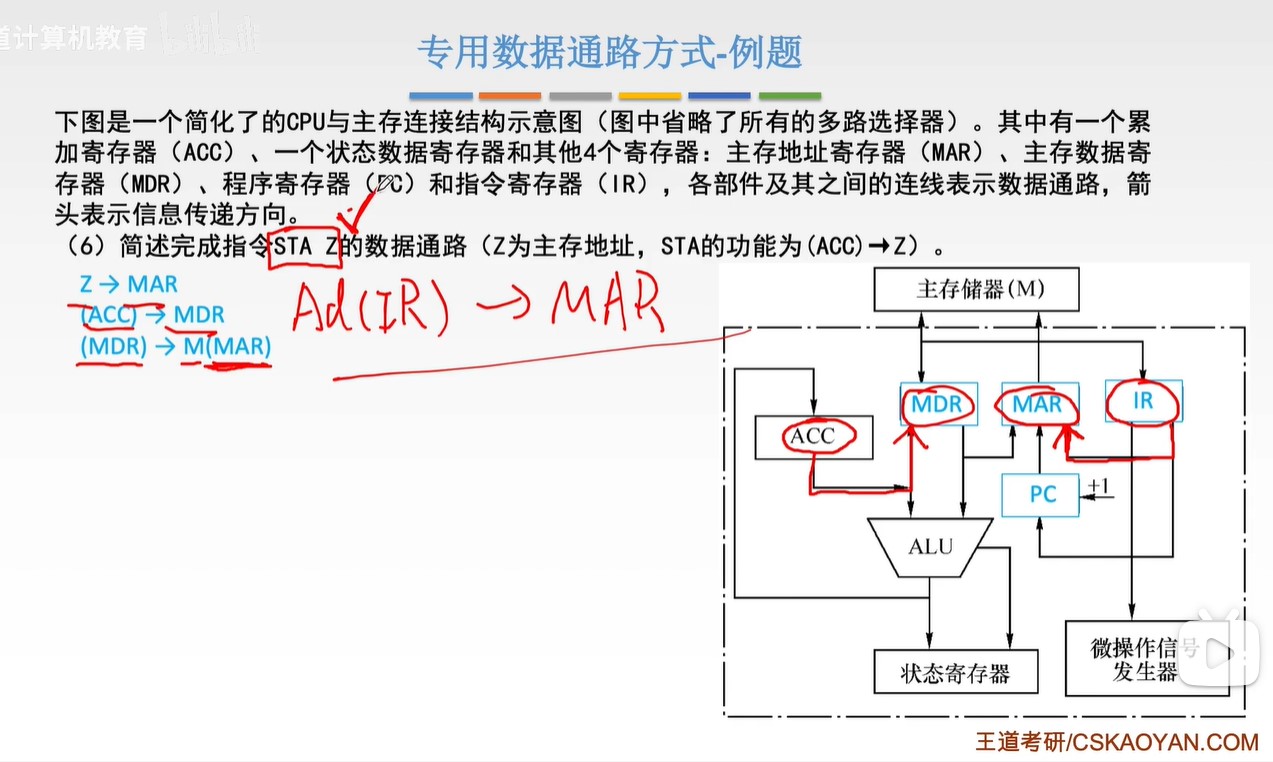 道计算机教育
专用数据通路方式-例题
下图是一个简化了的CPU与主存连接结构示意图（图中省略了所有的多路选择器）。其中有一个累
加寄存器（ACC）、一个状态数据寄存器和其他4个寄存器：主存地址寄存器（MAR）、主存数据寄
存器（MDR）、程序寄存器（PC）和指令寄存器（IR），各部件及其之间的连线表示数据通路，箭
头表示信息传递方向。
（6）简述完成指令STA Z的数据通路（Z为主存地址，STA的功能为(ACC)→Z）。
Z → MAR
(ACC) → MDR
(MDR) → M(MAR)
Ad(IR) → MAR
主存储器(M)
MDR
MAR
IR
ACC
PC
+1
ALU
状态寄存器
微操作信号
发生器
王道考研/CSKAOYAN.COM